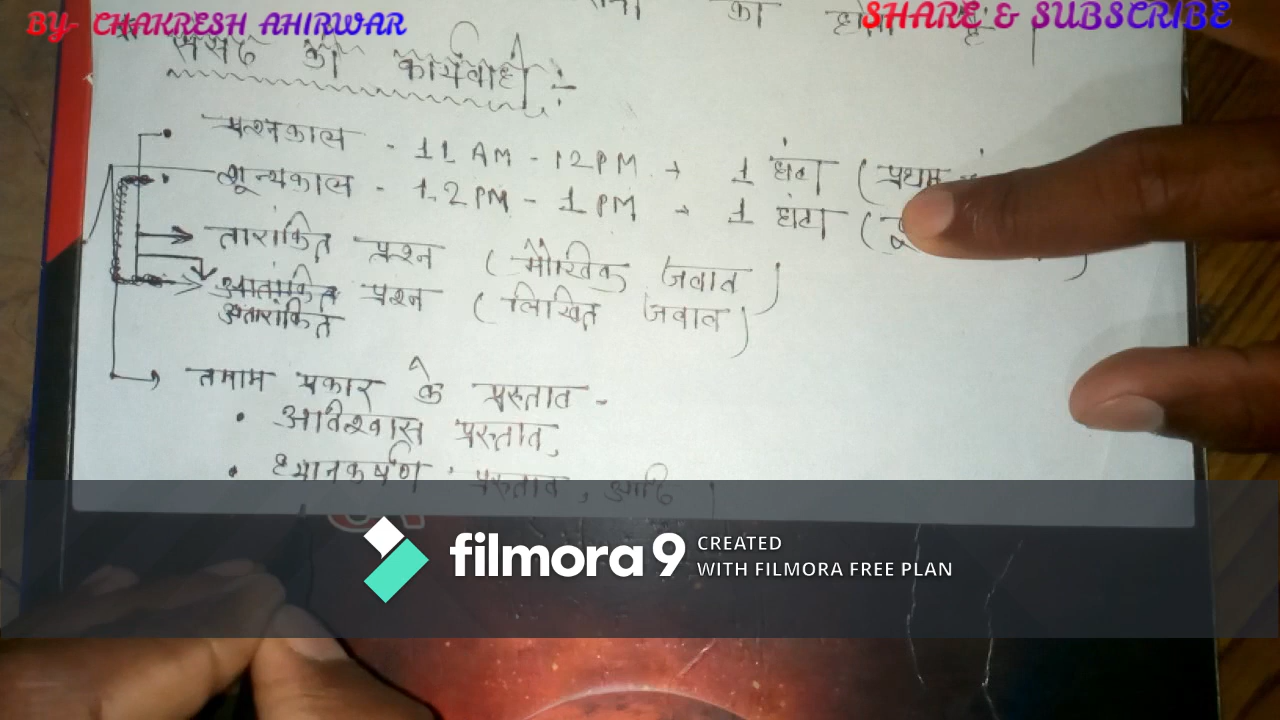 BY- CHAKRESH AHIRWAR
SHARE & SUBSCRIBE
का
संसद की कार्यवाही :-
प्रश्नकाल - 11 AM - 12 PM → 1 घंटा (प्रथम
शून्यकाल - 12 PM - 1 PM → 1 घंटा (
तारांकित प्रश्न (मौखिक जवाब)
प्रश्न (लिखित जवाब)
अतारांकित
तमाम प्रकार के प्रस्ताव -
• अविश्वास प्रस्ताव,
• ध्यानकर्षण प्रस्ताव, आदि |
filmora 9
CREATED
WITH FILMORA FREE PLAN